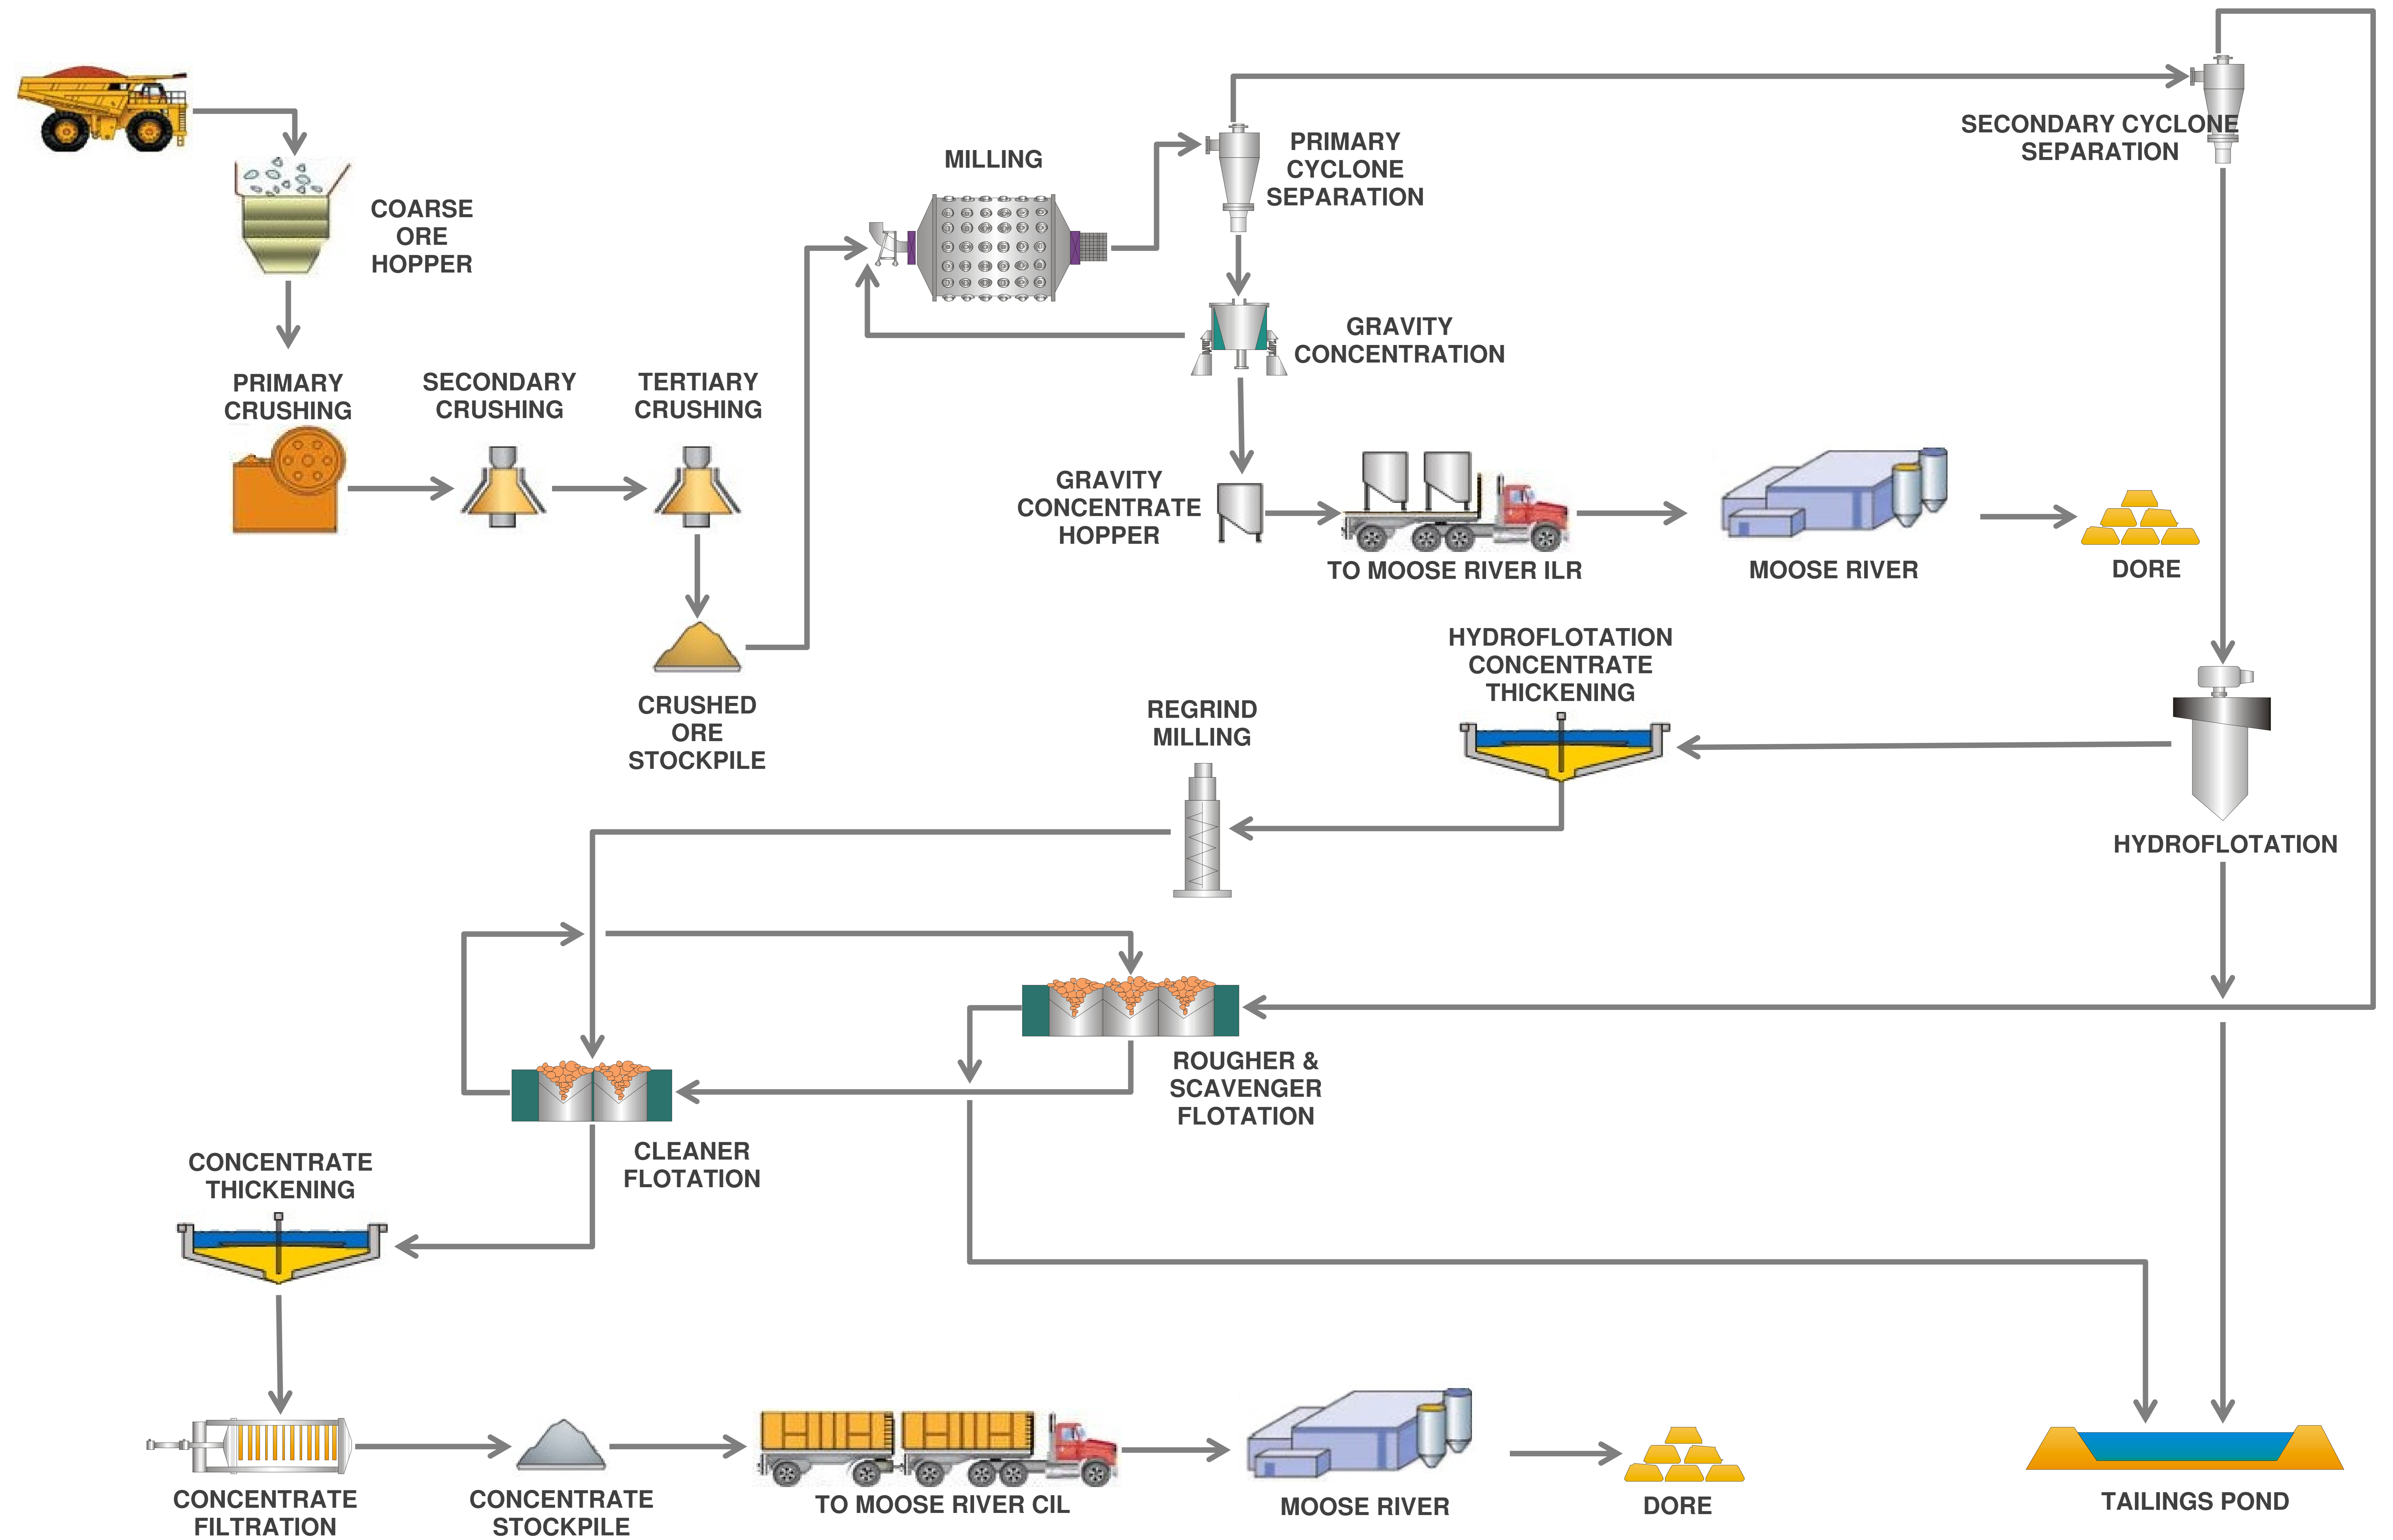 MILLING
PRIMARY
CYCLONE
SEPARATION
SECONDARY CYCLONE
SEPARATION
COARSE
ORE
HOPPER
GRAVITY
CONCENTRATION
PRIMARY
CRUSHING
SECONDARY
CRUSHING
TERTIARY
CRUSHING
GRAVITY
CONCENTRATE
HOPPER
TO MOOSE RIVER ILR
MOOSE RIVER
DORE
CRUSHED
ORE
STOCKPILE
HYDROFLOTATION
CONCENTRATE
THICKENING
REGRIND
MILLING
HYDROFLOTATION
ROUGHER &
SCAVENGER
FLOTATION
CLEANER
FLOTATION
CONCENTRATE
THICKENING
CONCENTRATE
FILTRATION
CONCENTRATE
STOCKPILE
TO MOOSE RIVER CIL
MOOSE RIVER
DORE
TAILINGS POND